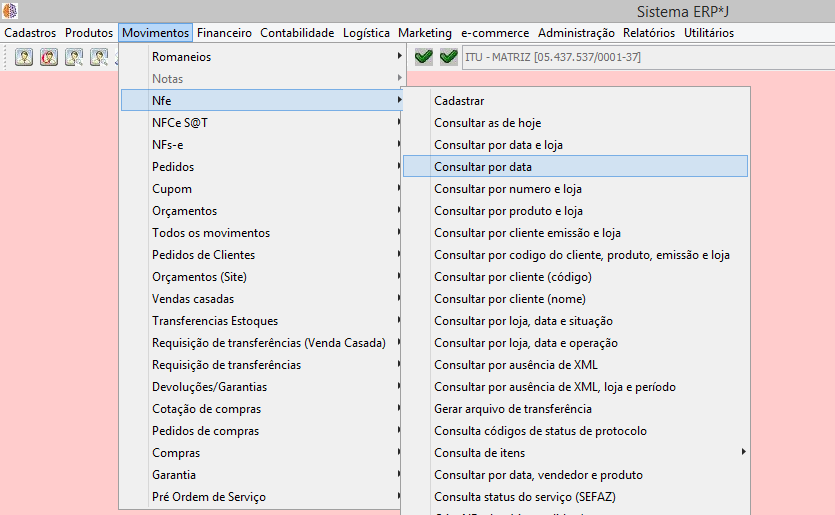 Sistema ERP*J
Cadastros Produtos Movimentos Financeiro Contabilidade Logística Marketing e-commerce Administração Relatórios Utilitários
ITU - MATRIZ [05.437.537/0001-37]
Romaneios
Notas
Nfe
NFCe S@T
NFs-e
Pedidos
Cupom
Orçamentos
Todos os movimentos
Pedidos de Clientes
Orçamentos (Site)
Vendas casadas
Transferencias Estoques
Requisição de transferências (Venda Casada)
Requisição de transferências
Devoluções/Garantias
Cotação de compras
Pedidos de compras
Compras
Garantia
Pré Ordem de Serviço
Cadastrar
Consultar as de hoje
Consultar por data e loja
Consultar por data
Consultar por numero e loja
Consultar por produto e loja
Consultar por cliente emissão e loja
Consultar por codigo do cliente, produto, emissão e loja
Consultar por cliente (código)
Consultar por cliente (nome)
Consultar por loja, data e situação
Consultar por loja, data e operação
Consultar por ausência de XML
Consultar por ausência de XML, loja e período
Gerar arquivo de transferência
Consulta códigos de status de protocolo
Consulta de itens
Consultar por data, vendedor e produto
Consulta status do serviço (SEFAZ)